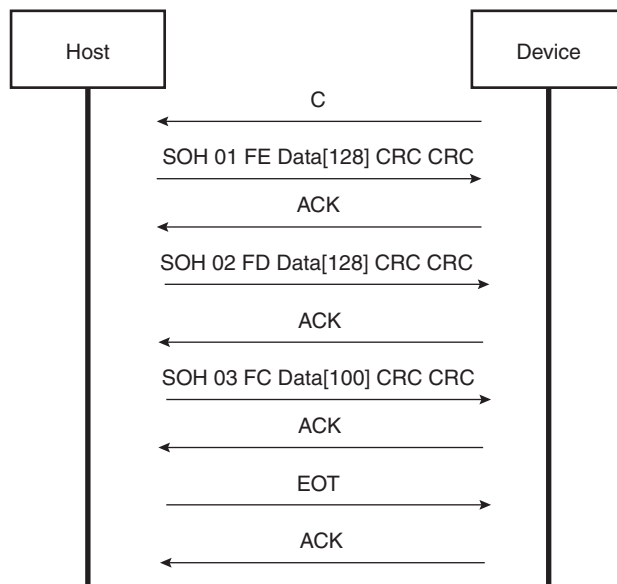 Host
Device
C
SOH 01 FE Data[128] CRC CRC
ACK
SOH 02 FD Data[128] CRC CRC
ACK
SOH 03 FC Data[100] CRC CRC
ACK
EOT
ACK